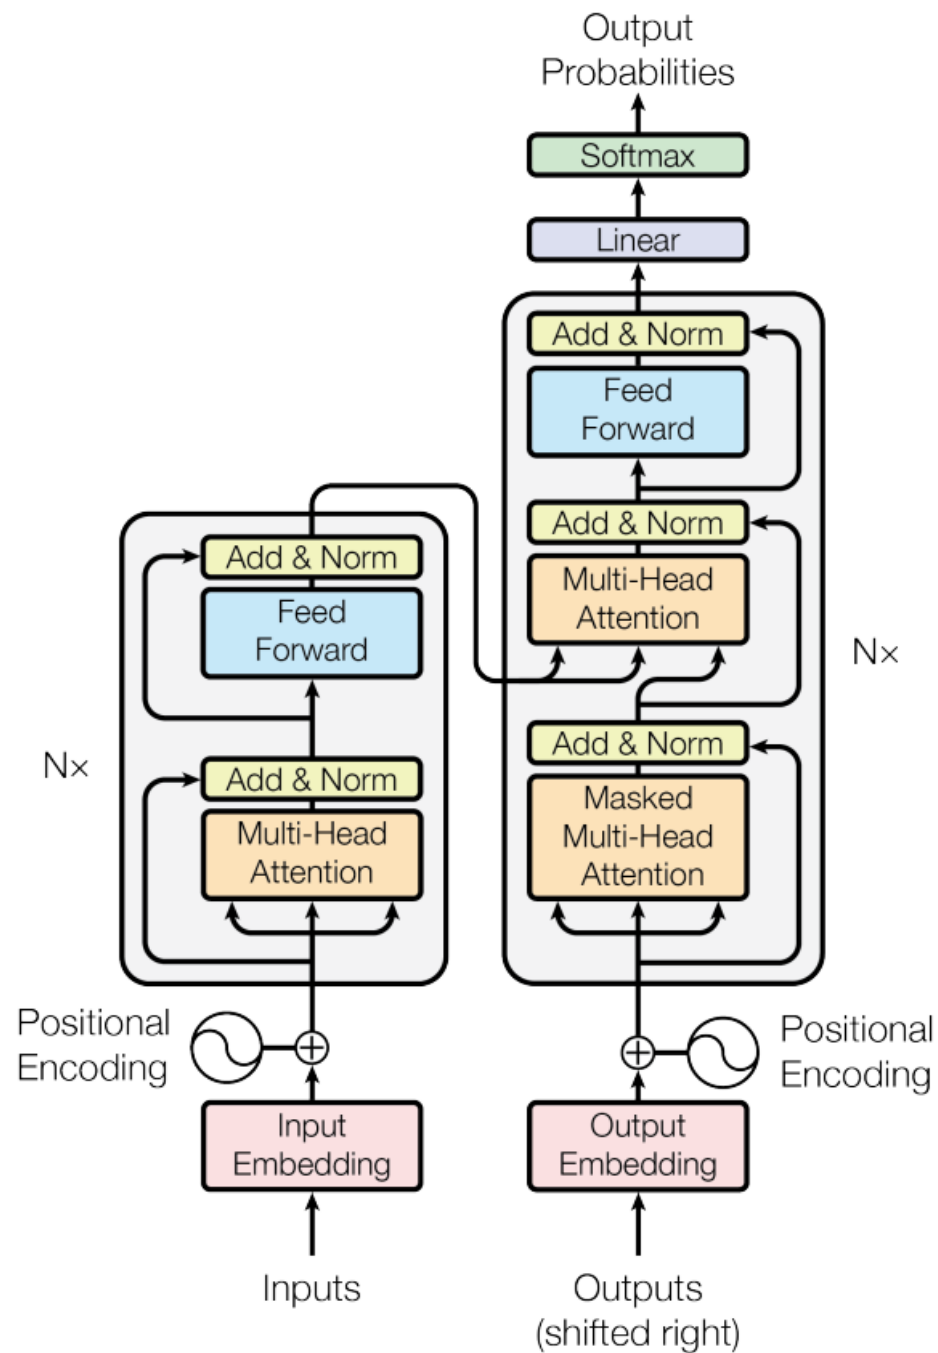 Output
Probabilities
Softmax
Linear
Add & Norm
Feed
Forward
Add & Norm
Multi-Head
Attention
N×
Add & Norm
Masked
Multi-Head
Attention
Add & Norm
Feed
Forward
N×
Add & Norm
Multi-Head
Attention
Positional
Encoding
Positional
Encoding
Input
Embedding
Output
Embedding
Inputs
Outputs
(shifted right)